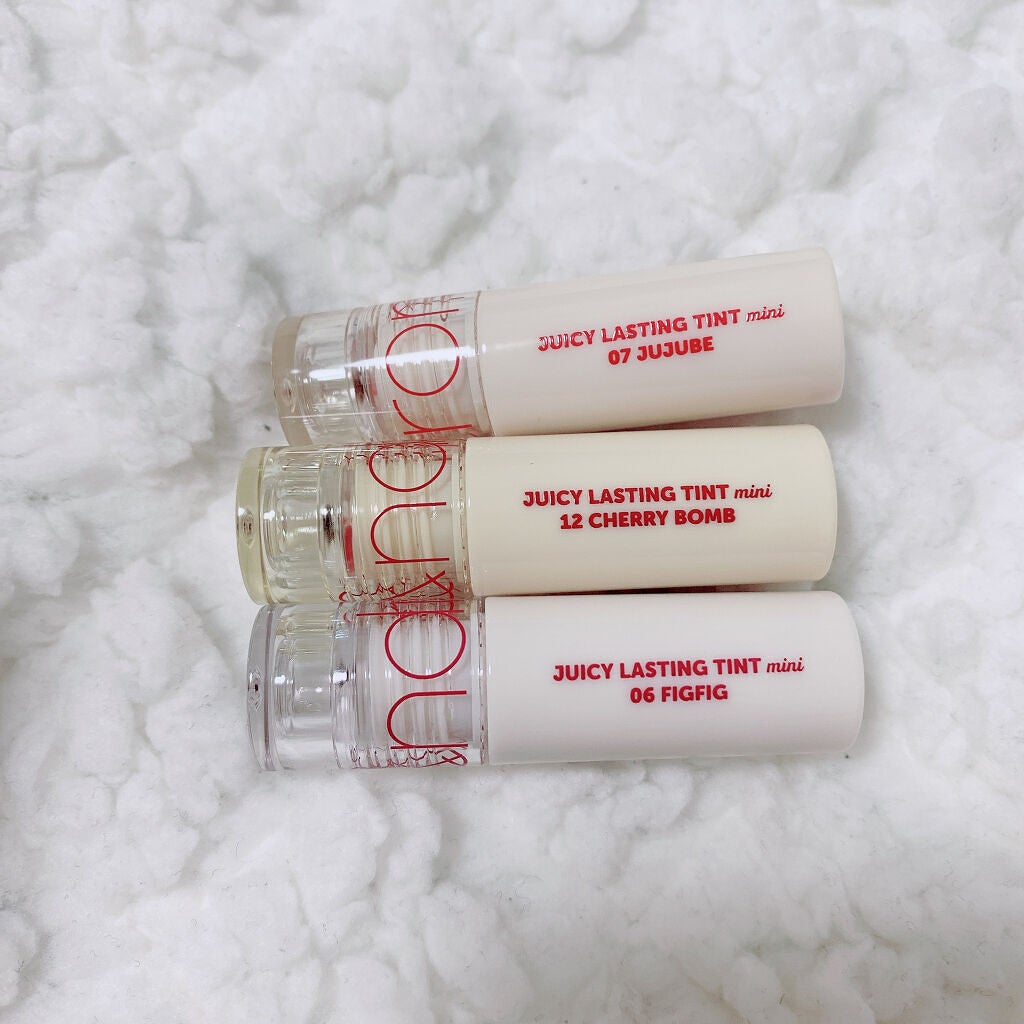 JUICY LASTING TINT mini
07 JUJUBE
JUICY LASTING TINT mini
12 CHERRY BOMB
JUICY LASTING TINT mini
06 FIGFIG